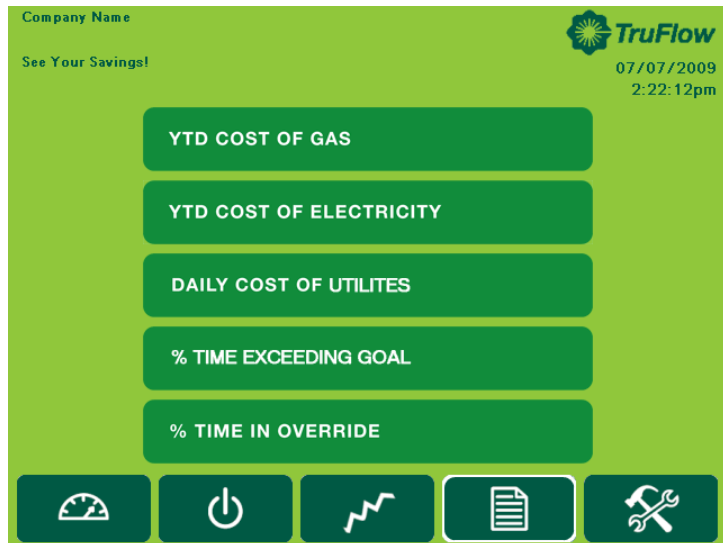 Company Name
TruFlow
See Your Savings!
07/07/2009
2:22:12pm
YTD COST OF GAS
YTD COST OF ELECTRICITY
DAILY COST OF UTILITES
% TIME EXCEEDING GOAL
% TIME IN OVERRIDE